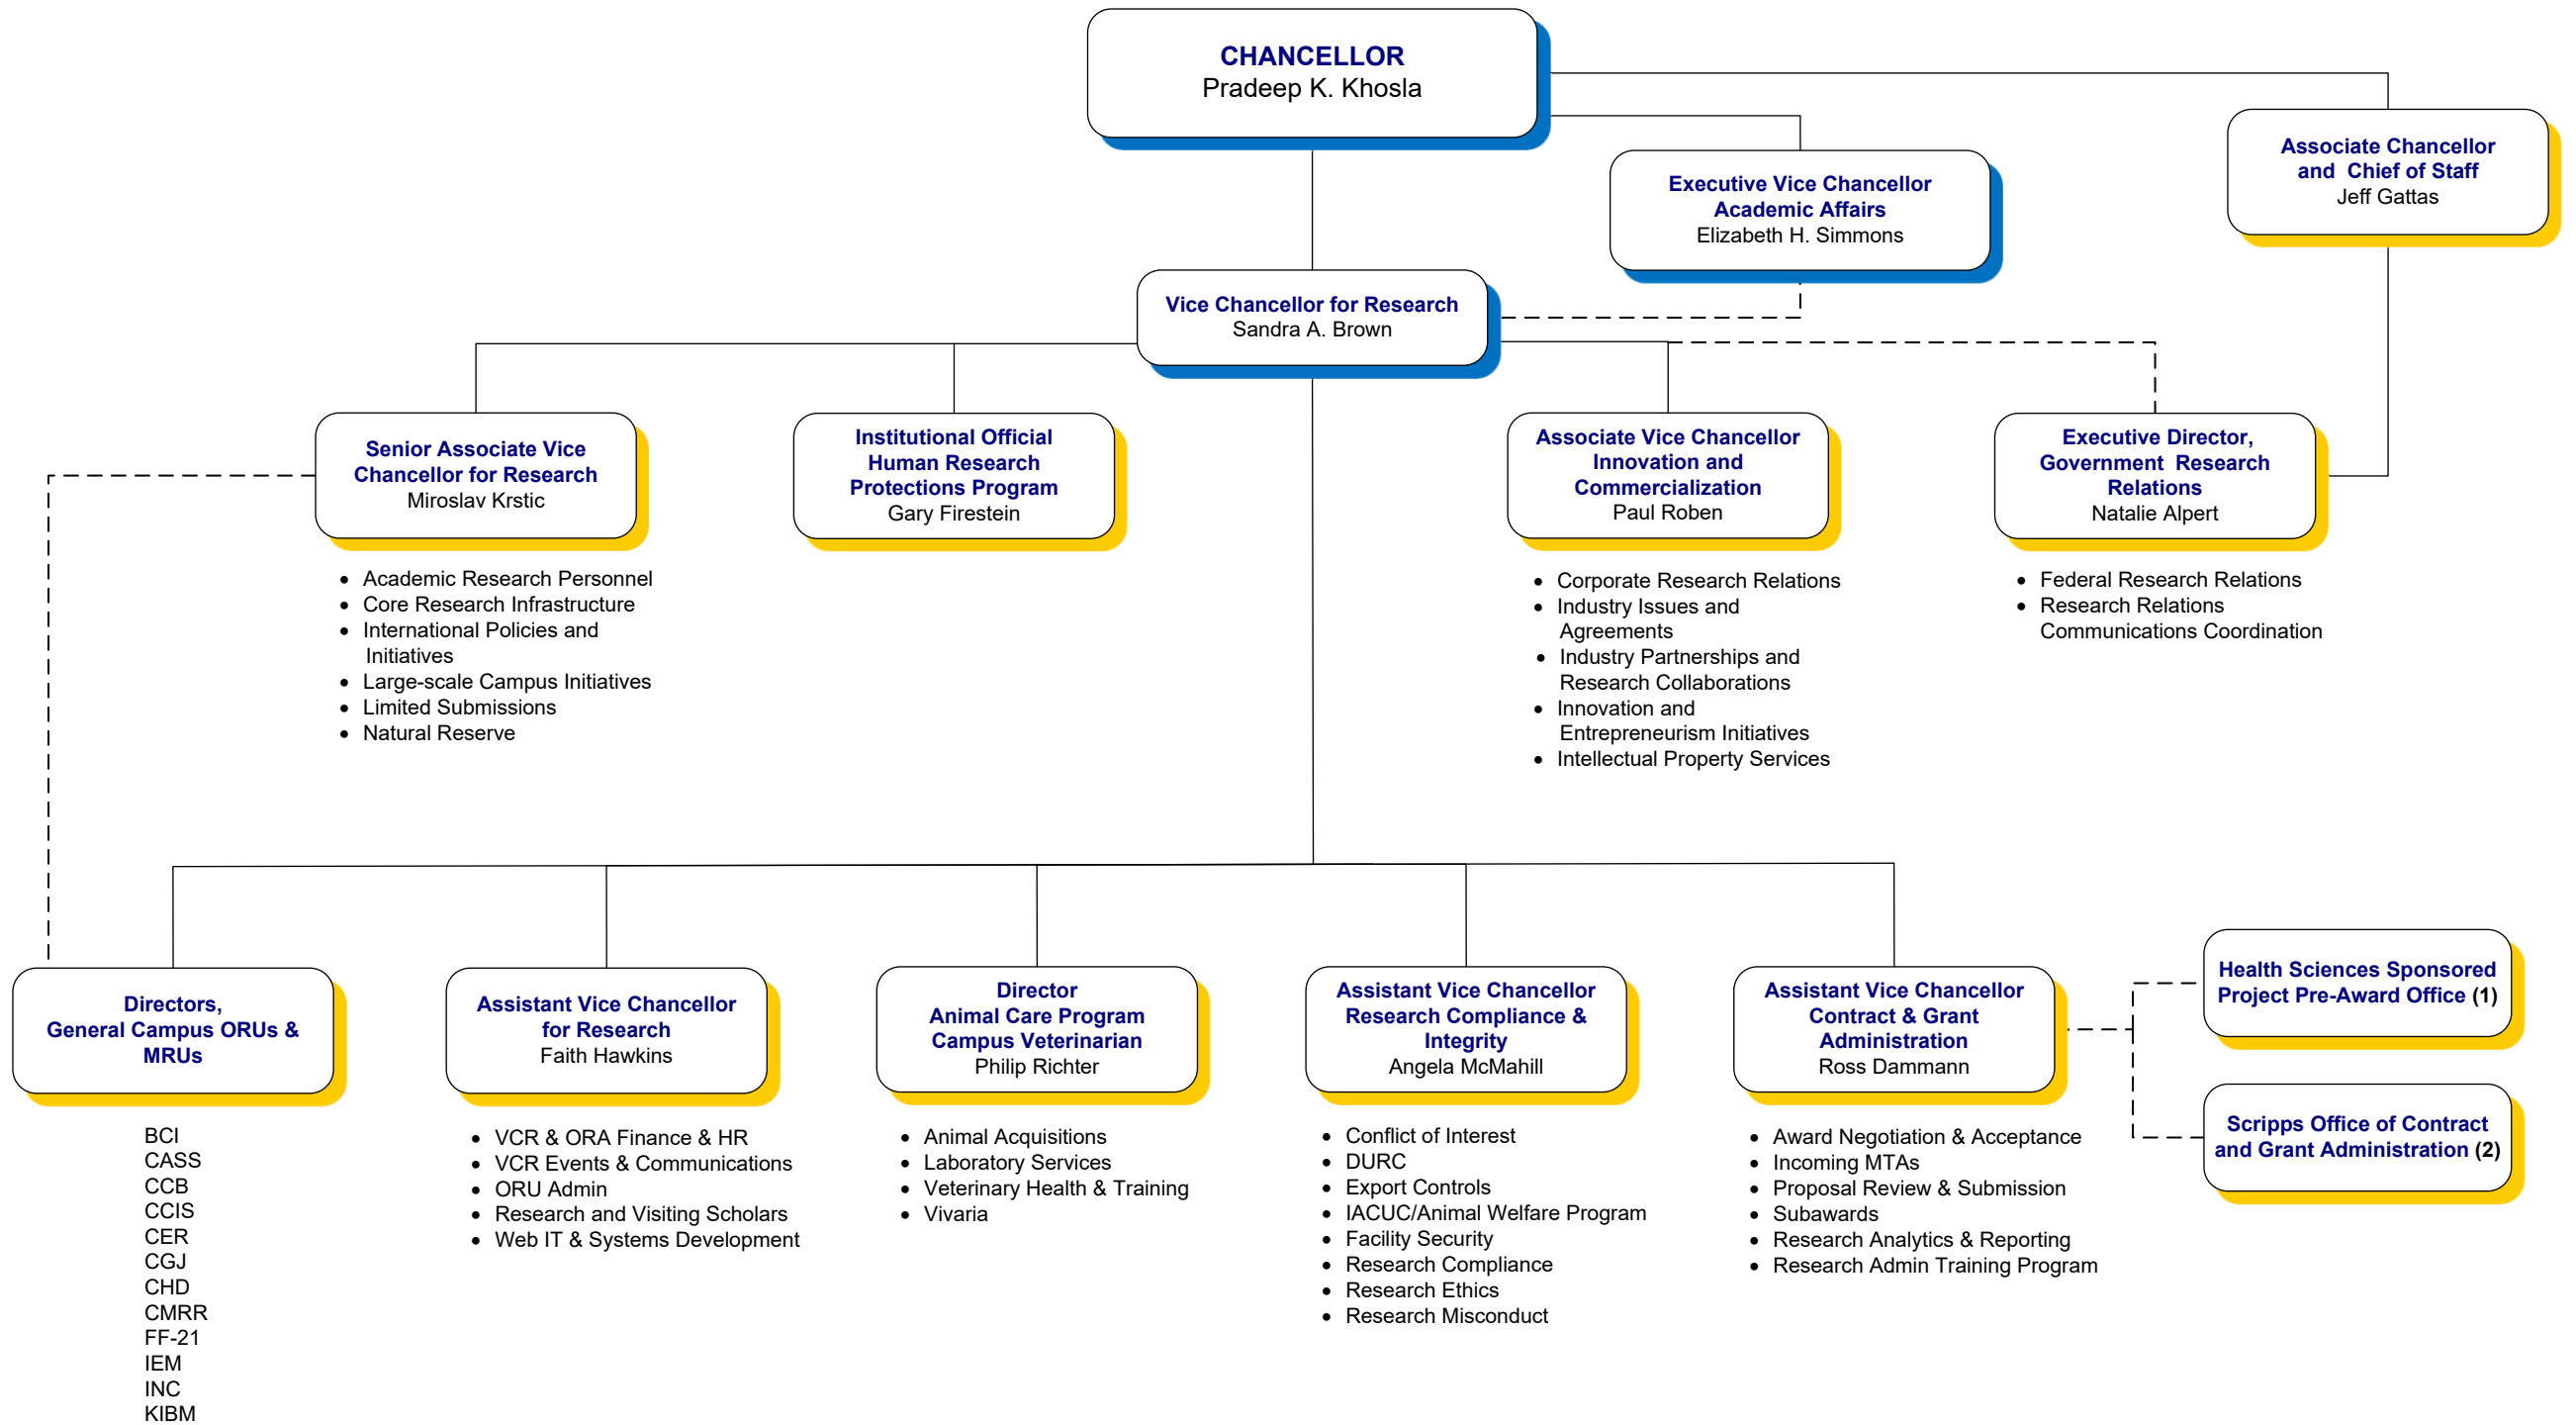 CHANCELLOR
Pradeep K. Khosla
Associate Chancellor
and Chief of Staff
Jeff Gattas
Executive Vice Chancellor
Academic Affairs
Elizabeth H. Simmons
Vice Chancellor for Research
Sandra A. Brown
Senior Associate Vice
Chancellor for Research
Miroslav Krstic
• Academic Research Personnel
• Core Research Infrastructure
• International Policies and
Initiatives
• Large-scale Campus Initiatives
• Limited Submissions
• Natural Reserve
Institutional Official
Human Research
Protections Program
Gary Firestein
Associate Vice Chancellor
Innovation and
Commercialization
Paul Roben
• Corporate Research Relations
• Industry Issues and
Agreements
• Industry Partnerships and
Research Collaborations
• Innovation and
Entrepreneurism Initiatives
• Intellectual Property Services
Executive Director,
Government Research
Relations
Natalie Alpert
• Federal Research Relations
• Research Relations
Communications Coordination
Directors,
General Campus ORUs &
MRUs
BCI
CASS
CCB
CCIS
CER
CGJ
CHD
CMRR
FF-21
IEM
INC
KIBM
Assistant Vice Chancellor
for Research
Faith Hawkins
• VCR & ORA Finance & HR
• VCR Events & Communications
• ORU Admin
• Research and Visiting Scholars
• Web IT & Systems Development
Director
Animal Care Program
Campus Veterinarian
Philip Richter
• Animal Acquisitions
• Laboratory Services
• Veterinary Health & Training
• Vivaria
Assistant Vice Chancellor
Research Compliance &
Integrity
Angela McMahill
• Conflict of Interest
• DURC
• Export Controls
• IACUC/Animal Welfare Program
• Facility Security
• Research Compliance
• Research Ethics
• Research Misconduct
Assistant Vice Chancellor
Contract & Grant
Administration
Ross Dammann
• Award Negotiation & Acceptance
• Incoming MTAs
• Proposal Review & Submission
• Subawards
• Research Analytics & Reporting
• Research Admin Training Program
Health Sciences Sponsored
Project Pre-Award Office (1)
Scripps Office of Contract
and Grant Administration (2)